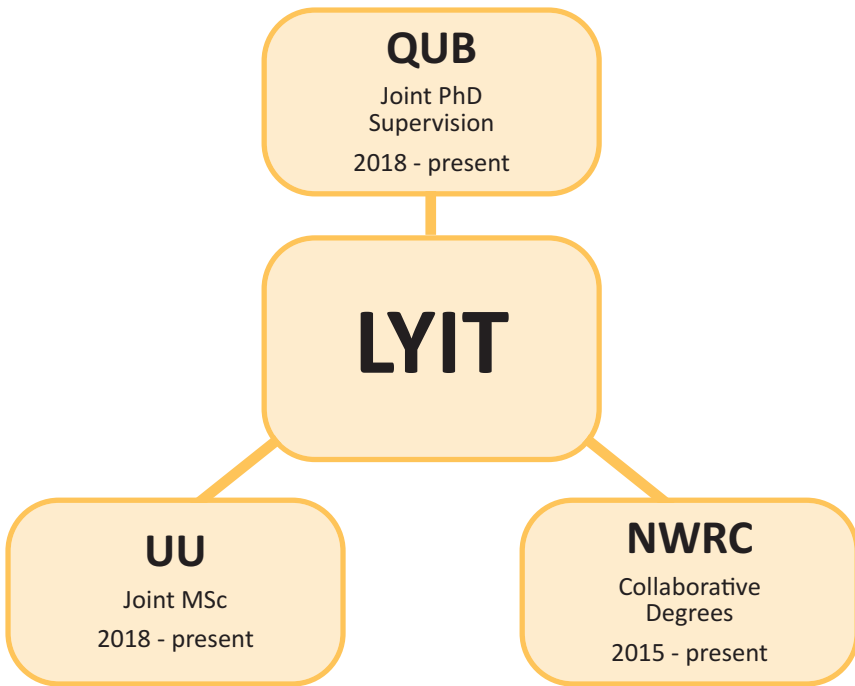 QUB
Joint PhD
Supervision
2018 - present
LYIT
UU
Joint MSc
2018 - present
NWRC
Collaborative
Degrees
2015 - present